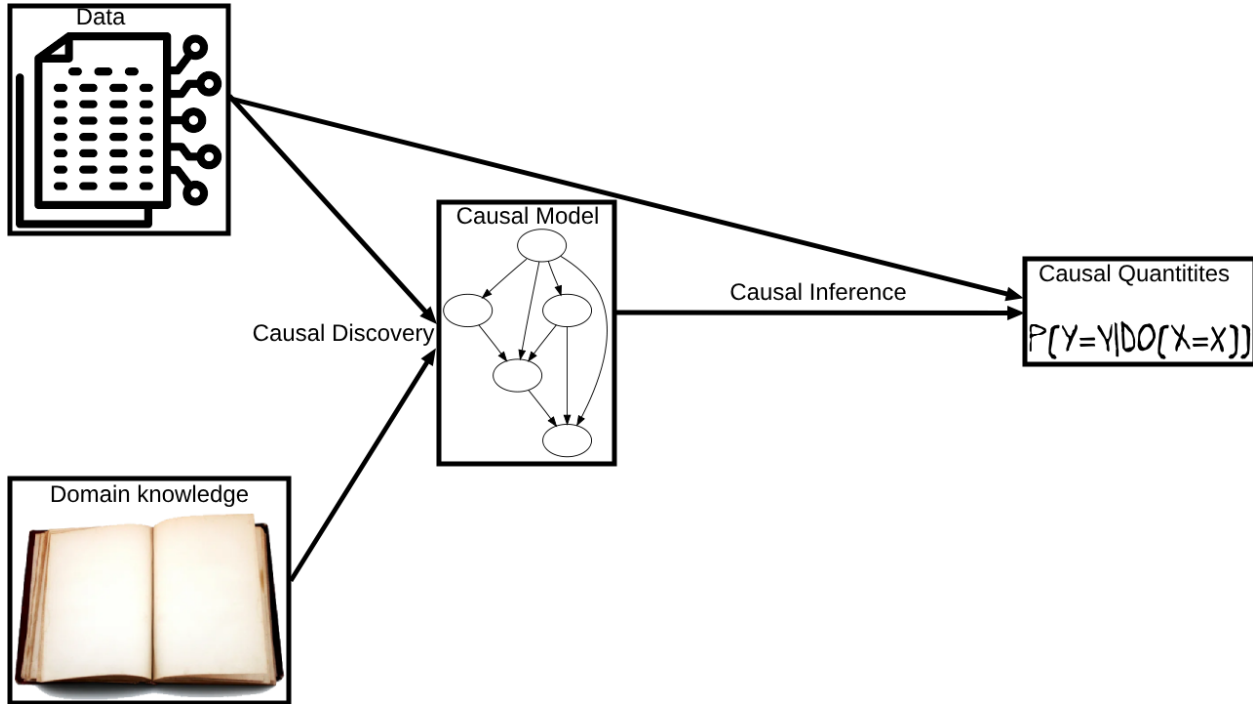 Data
Causal Model
Causal Inference
Causal Quantitites
P(Y=Y|DO(X=X))
Causal Discovery
Domain knowledge